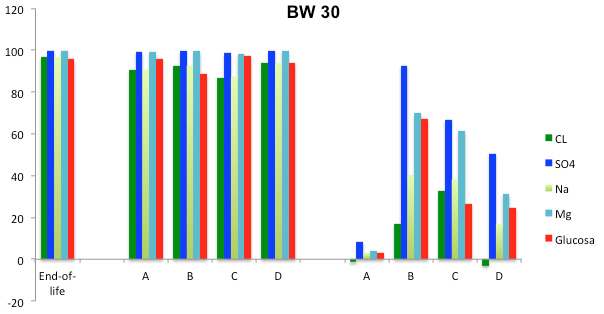 BW 30
120
100
80
60
40
20
0
-20
End-of-
life
A B C D
A B C D
CL
SO4
Na
Mg
Glucosa